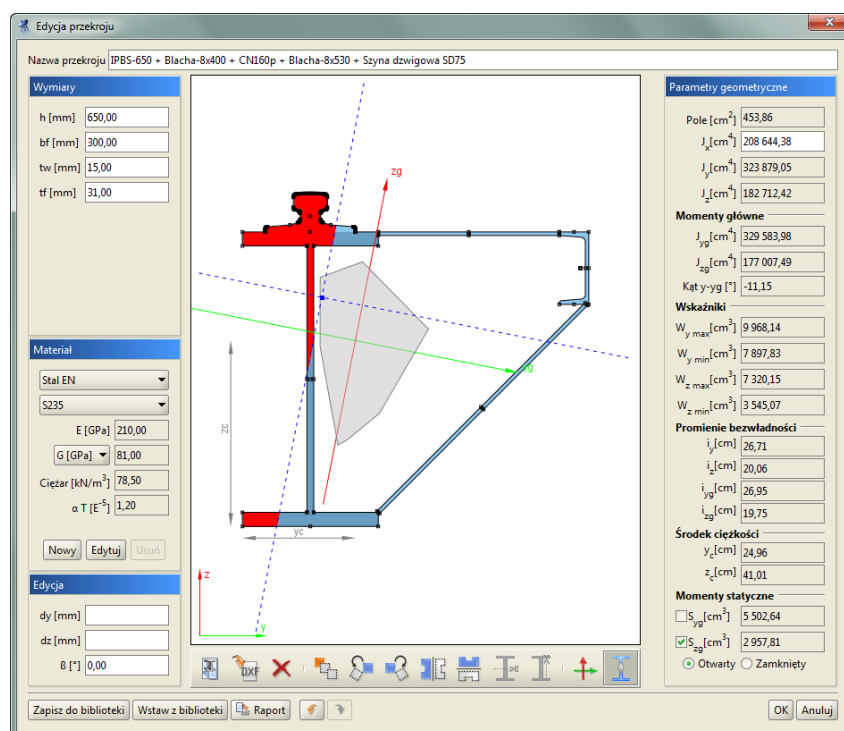 Edycja przekroju
Nazwa przekroju IPBS-650 + Blacha-8x400 + CN160p + Blacha-8x530 + Szyna dzwigowa SD75
Wymiary
h [mm] 650,00
bf [mm] 300,00
tw [mm] 15,00
tf [mm] 31,00
Materiał
Stal EN
S235
E [GPa] 210,00
G [GPa] 81,00
Ciężar [kN/m³] 78,50
α T [E⁻⁵] 1,20
Nowy Edytuj Usuń
Edycja
dy [mm]
dz [mm]
ß [°] 0,00
zg
yg
zc
yc
z
y
DXF
Parametry geometryczne
Pole [cm²] 453,86
Jx[cm⁴] 208 644,38
Jy[cm⁴] 323 879,05
Jz[cm⁴] 182 712,42
Momenty główne
Jyg[cm⁴] 329 583,98
Jzg[cm⁴] 177 007,49
Kąt y-yg [°] -11,15
Wskaźniki
Wy max[cm³] 9 968,14
Wy min[cm³] 7 897,83
Wz max[cm³] 7 320,15
Wz min[cm³] 3 545,07
Promienie bezwładności
iy[cm] 26,71
iz[cm] 20,06
iyg[cm] 26,95
izg[cm] 19,75
Środek ciężkości
yc[cm] 24,96
zc[cm] 41,01
Momenty statyczne
Syg[cm³] 5 502,64
Szg[cm³] 2 957,81
Otwarty Zamknięty
Zapisz do biblioteki Wstaw z biblioteki Raport OK Anuluj